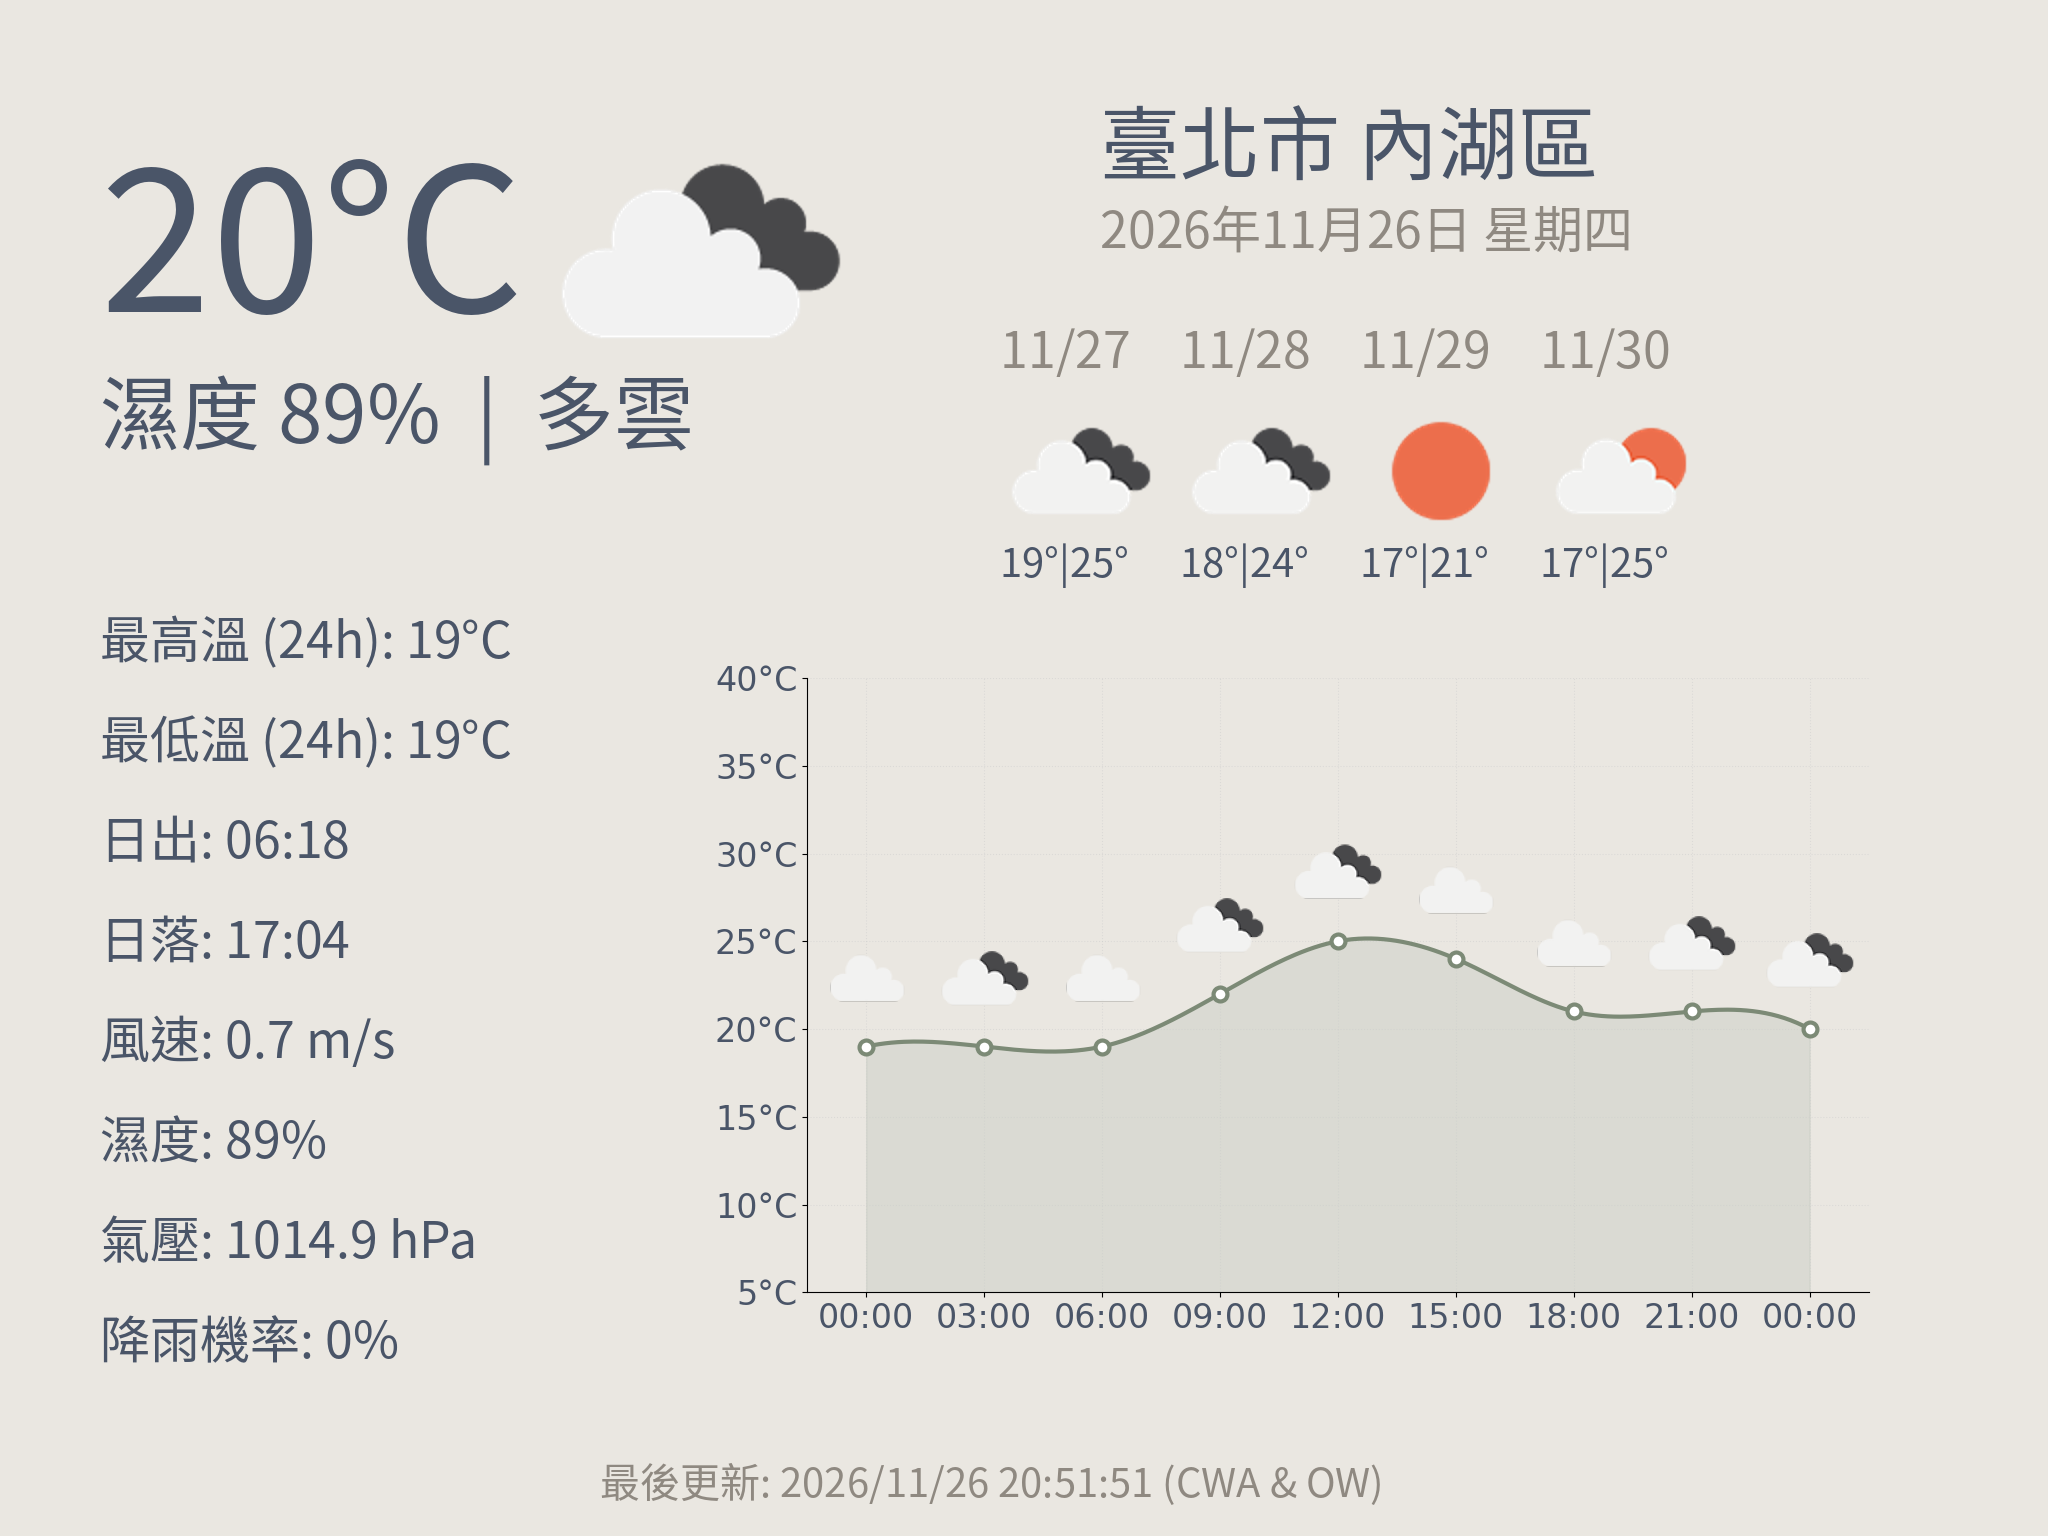 20°C
濕度 89% | 多雲
臺北市 內湖區
2026年11月26日 星期四
11/27 11/28 11/29 11/30
19°|25° 18°|24° 17°|21° 17°|25°
最高溫 (24h): 19°C
最低溫 (24h): 19°C
日出: 06:18
日落: 17:04
風速: 0.7 m/s
濕度: 89%
氣壓: 1014.9 hPa
降雨機率: 0%
40°C
35°C
30°C
25°C
20°C
15°C
10°C
5°C
00:00 03:00 06:00 09:00 12:00 15:00 18:00 21:00 00:00
最後更新: 2026/11/26 20:51:51 (CWA & OW)